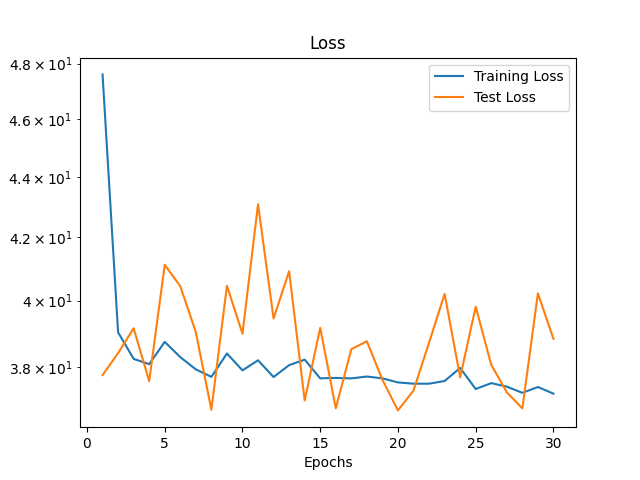 Loss
Training Loss
Test Loss
4.8 × 10¹
4.6 × 10¹
4.4 × 10¹
4.2 × 10¹
4 × 10¹
3.8 × 10¹
0 5 10 15 20 25 30
Epochs